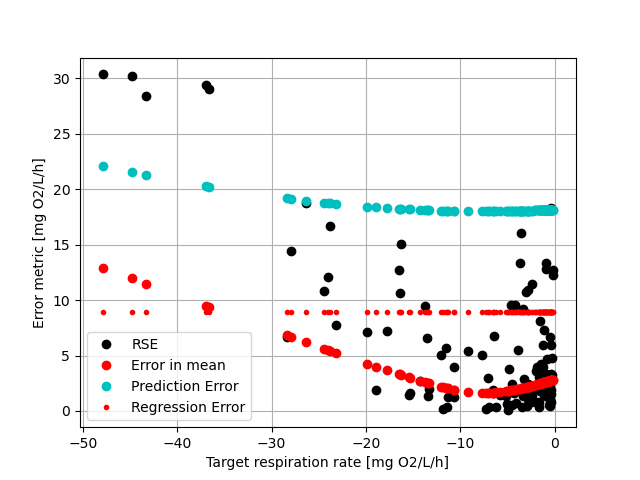 30
25
20
15
10
5
0
−50
−40
−30
−20
−10
0
Error metric [mg O2/L/h]
Target respiration rate [mg O2/L/h]
RSE
Error in mean
Prediction Error
Regression Error